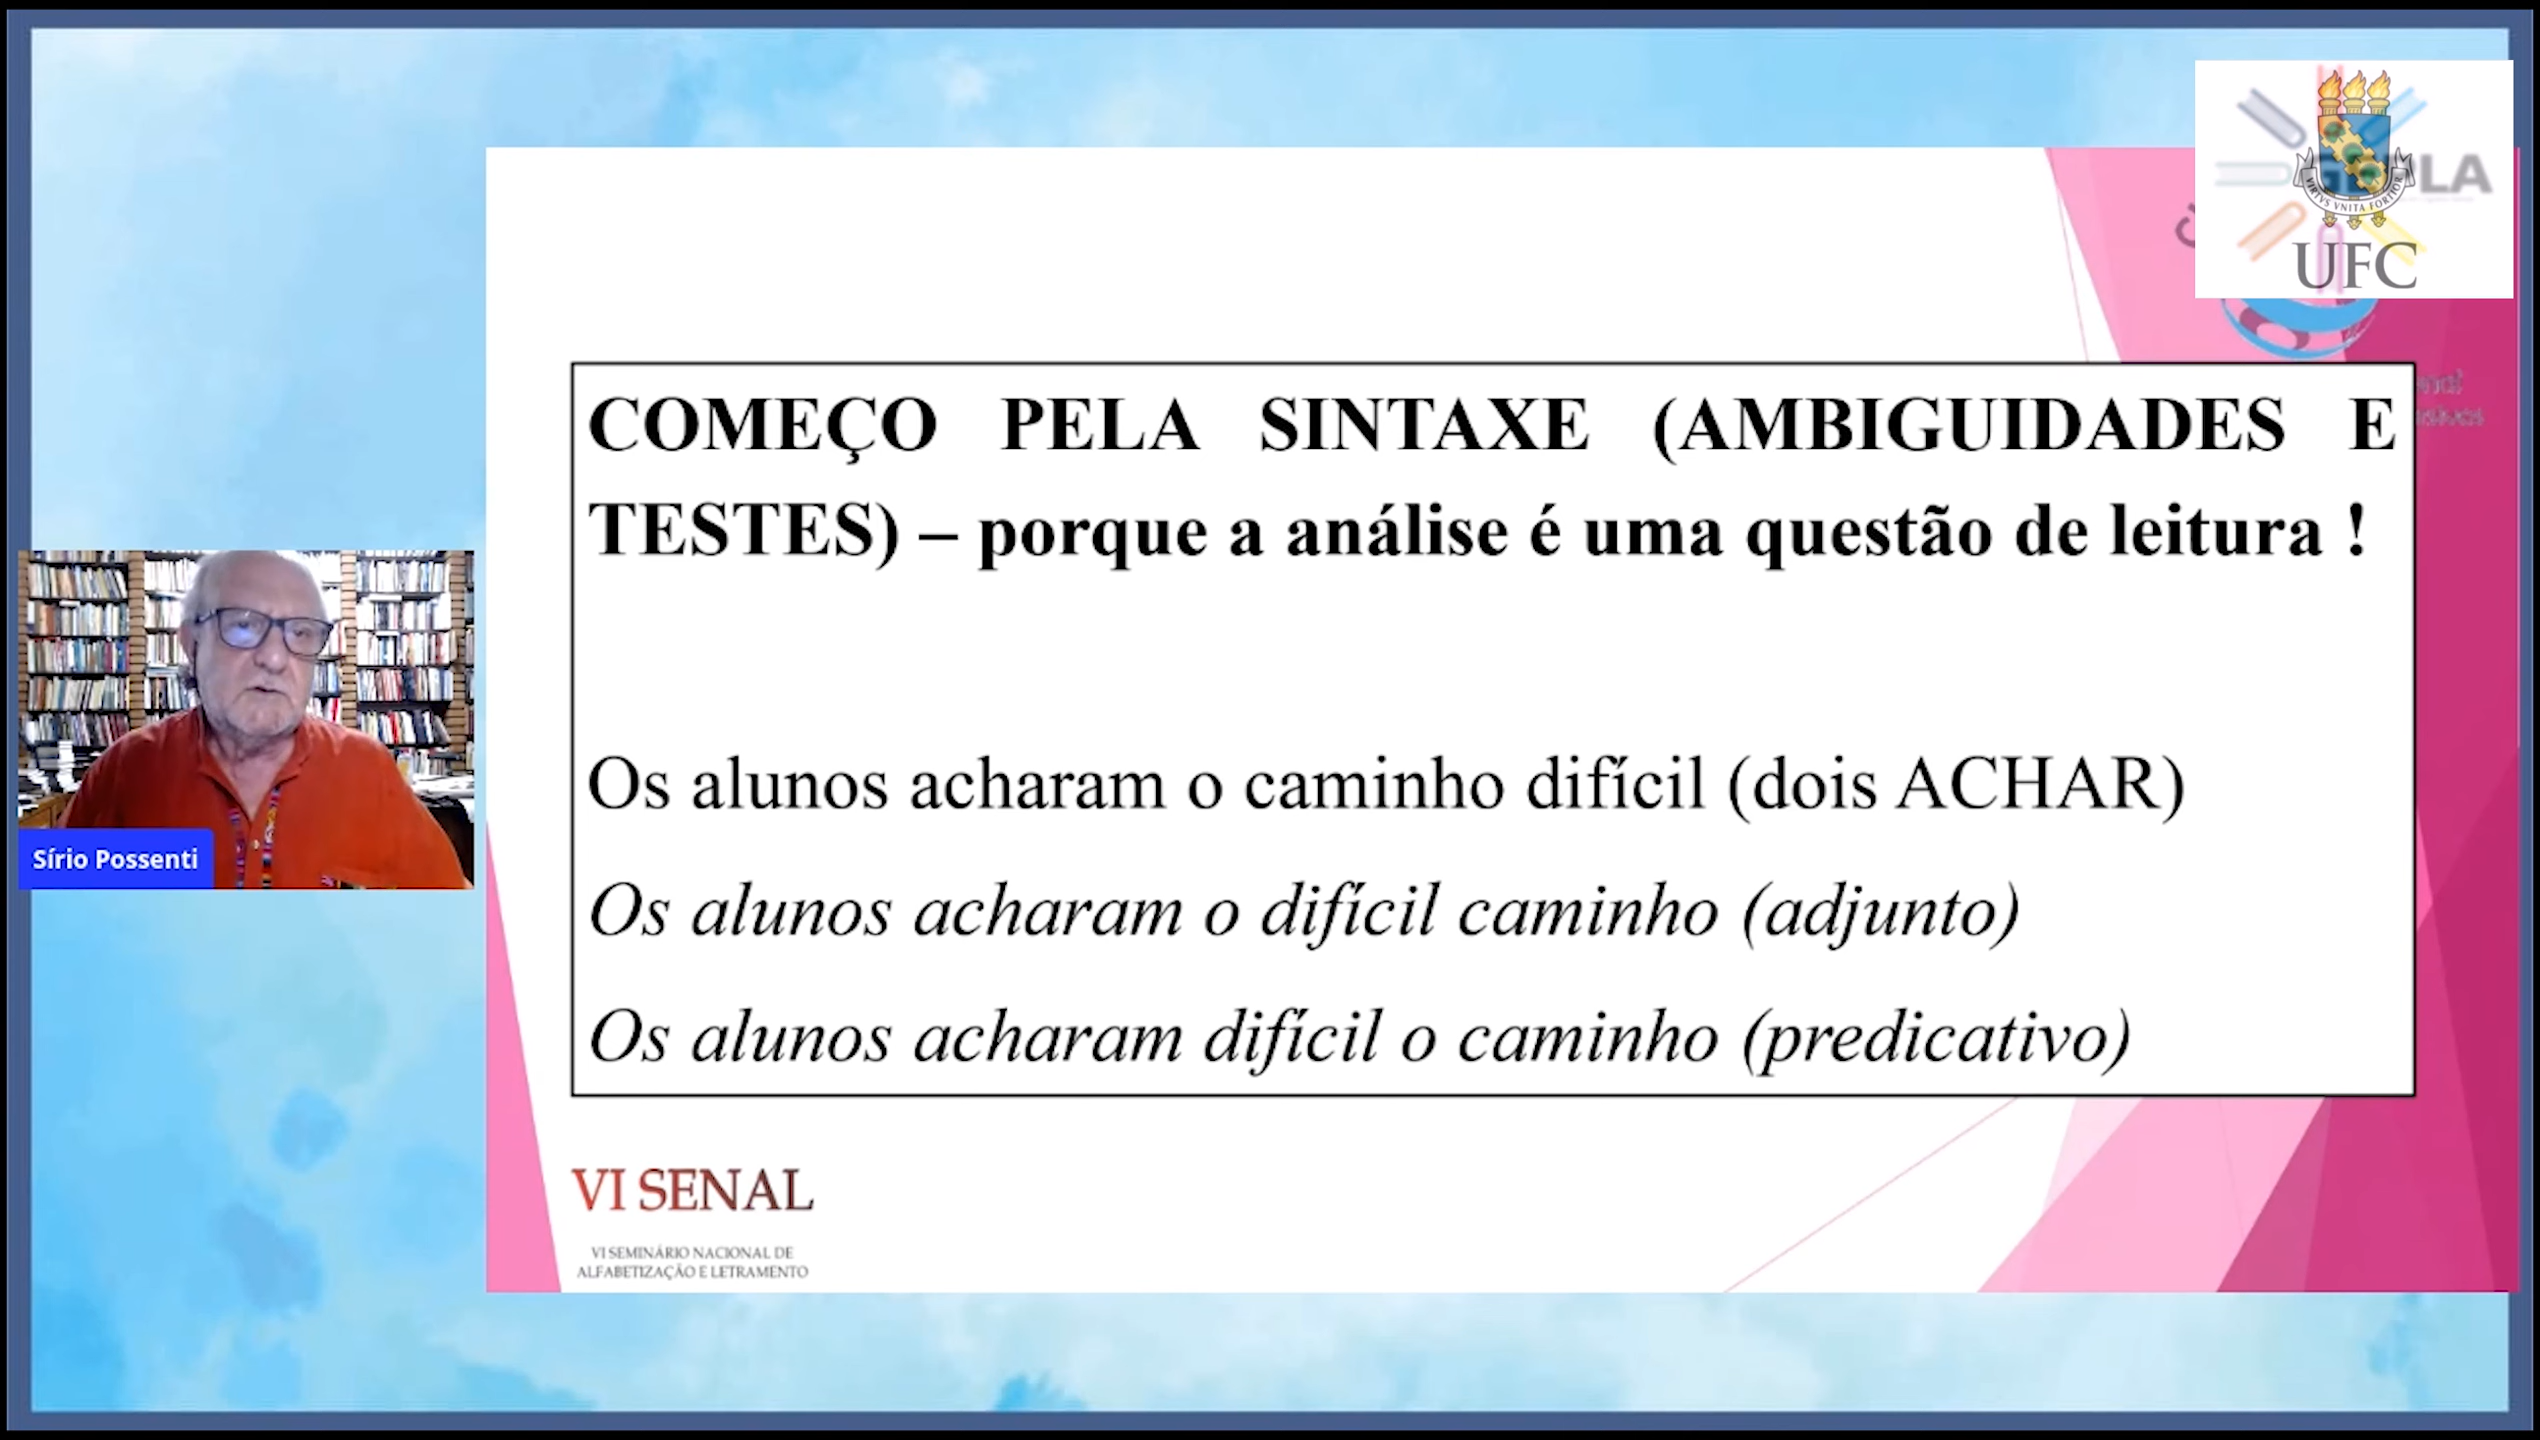 VIRTVS VNITA FORTIOR
UFC
COMEÇO PELA SINTAXE (AMBIGUIDADES E
TESTES) – porque a análise é uma questão de leitura !
Os alunos acharam o caminho difícil (dois ACHAR)
Os alunos acharam o difícil caminho (adjunto)
Os alunos acharam difícil o caminho (predicativo)
Sírio Possenti
VI SENAL
VI SEMINÁRIO NACIONAL DE
ALFABETIZAÇÃO E LETRAMENTO